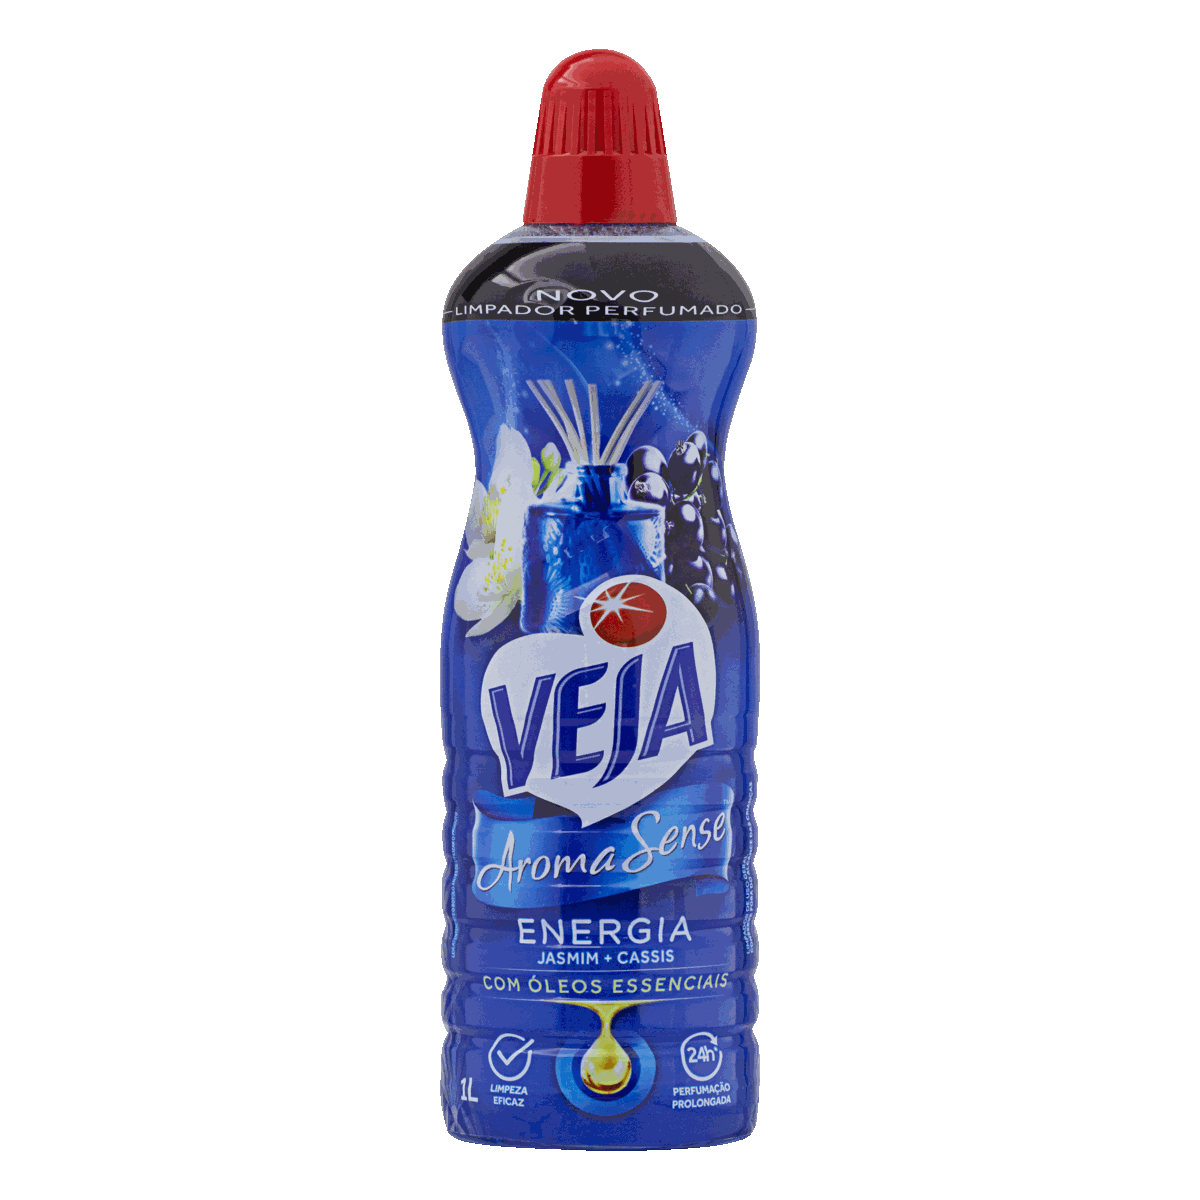 NOVO
LIMPADOR PERFUMADO
VEJA
Aroma Sense
ENERGIA
JASMIM + CASSIS
COM ÓLEOS ESSENCIAIS
1L
LIMPEZA
EFICAZ
24h
PERFUMAÇÃO
PROLONGADA